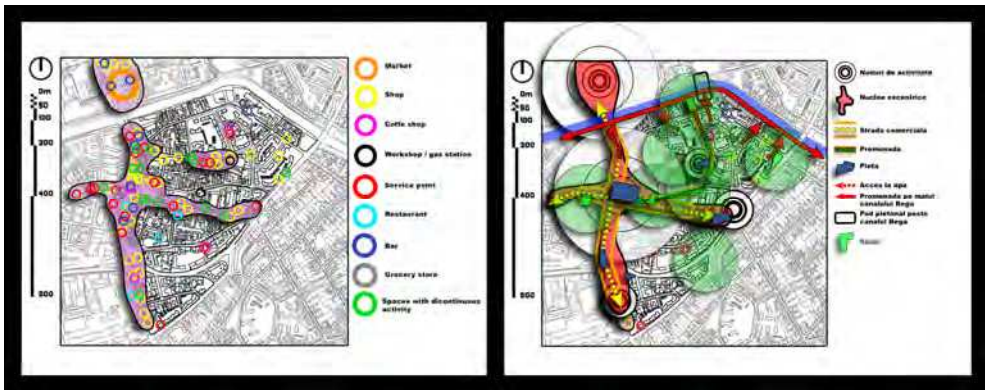 Market
Shop
Coffe shop
Workshop / gas station
Service point
Restaurant
Bar
Grocery store
Spaces with discontinuous
activity
0m
50
100
200
400
800
Noduri de activitate
Nuclee excentrice
Strada comerciala
Promenada
Piata
Acces la apa
Promenada pe malul
canalului Bega
Pod pietonal peste
canalul Bega
0m
50
100
200
400
800